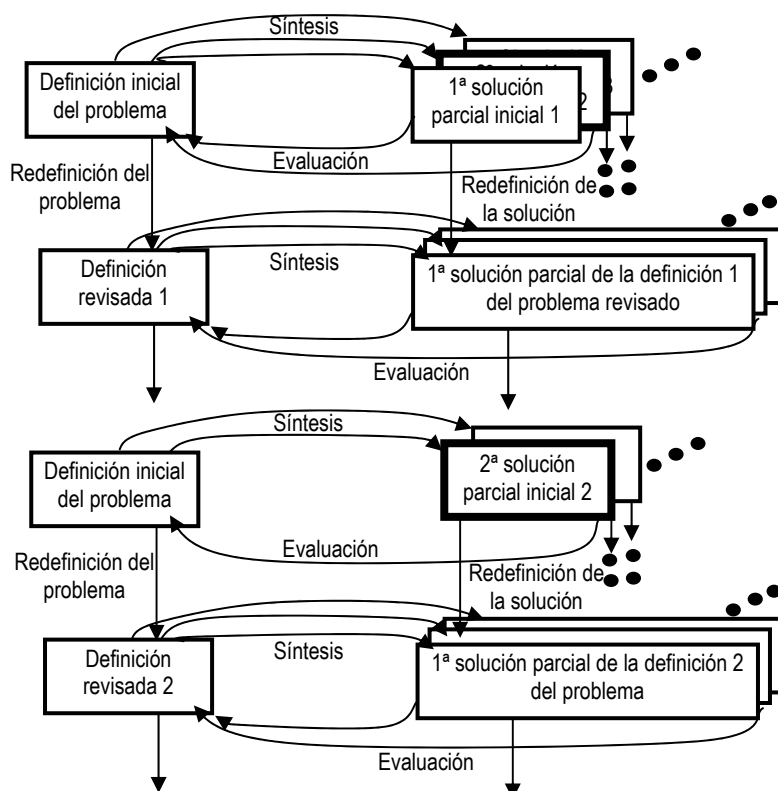 Síntesis
Definición inicial
del problema
1ª solución
parcial inicial 1
2
3
Evaluación
Redefinición del
problema
Redefinición de
la solución
Definición
revisada 1
Síntesis
1ª solución parcial de la definición 1
del problema revisado
Evaluación
Síntesis
Definición inicial
del problema
2ª solución
parcial inicial 2
Evaluación
Redefinición del
problema
Redefinición de
la solución
Definición
revisada 2
Síntesis
1ª solución parcial de la definición 2
del problema
Evaluación